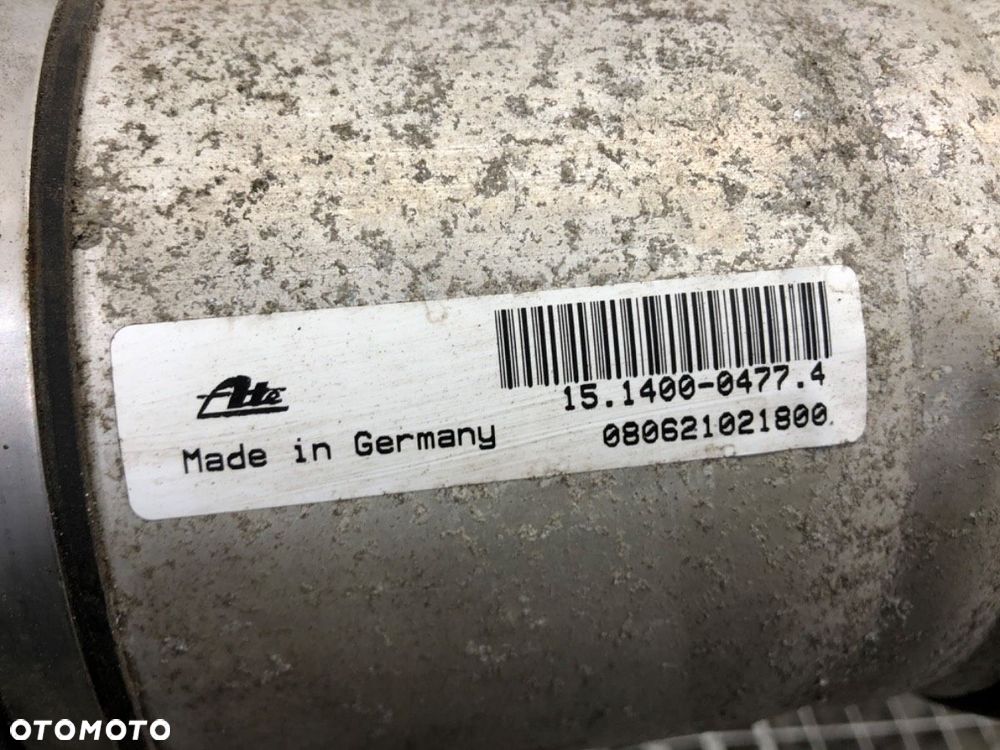 Ate
Made in Germany
15.1400-0477.4
080621021800
OTOMOTO